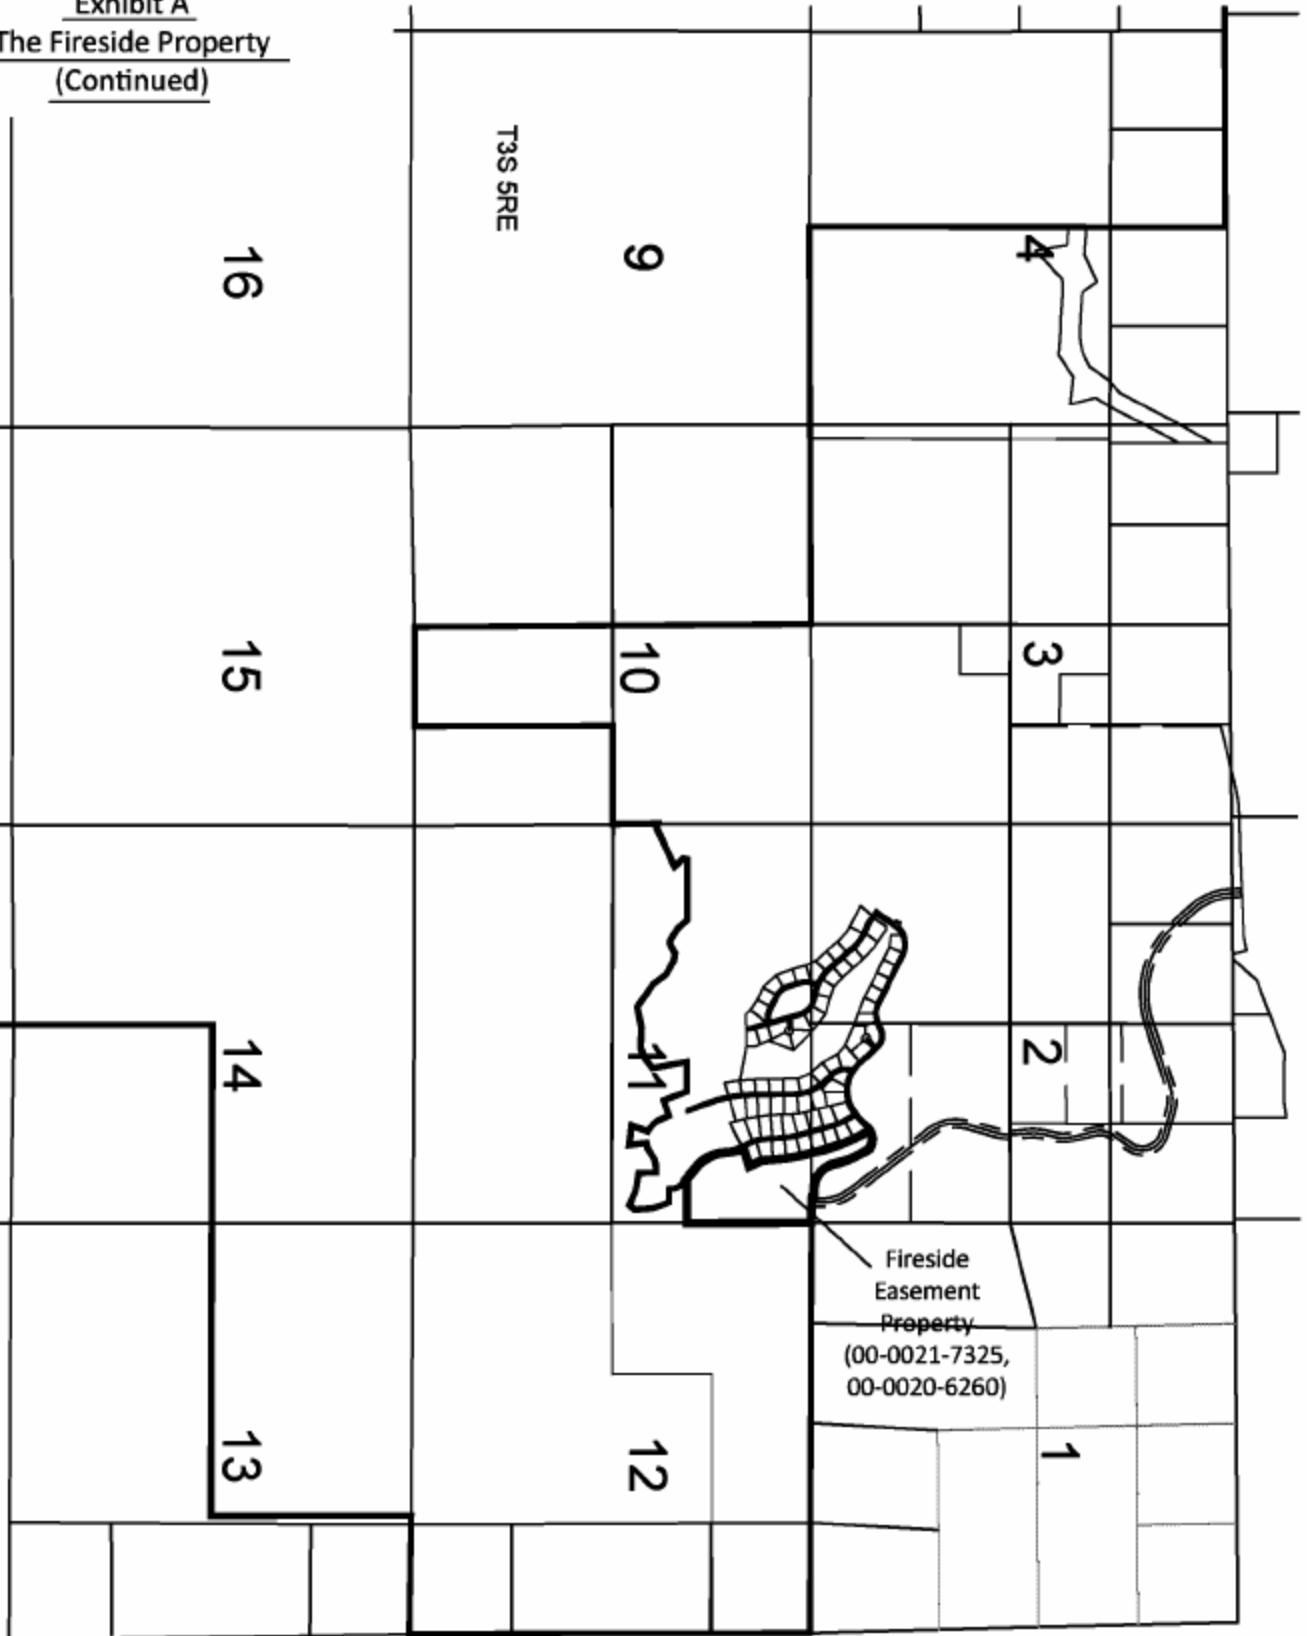 Exhibit A
The Fireside Property
(Continued)
T3S 5RE
16
9
4
15
10
3
14
11
2
Fireside
Easement
Property
(00-0021-7325,
00-0020-6260)
13
12
1